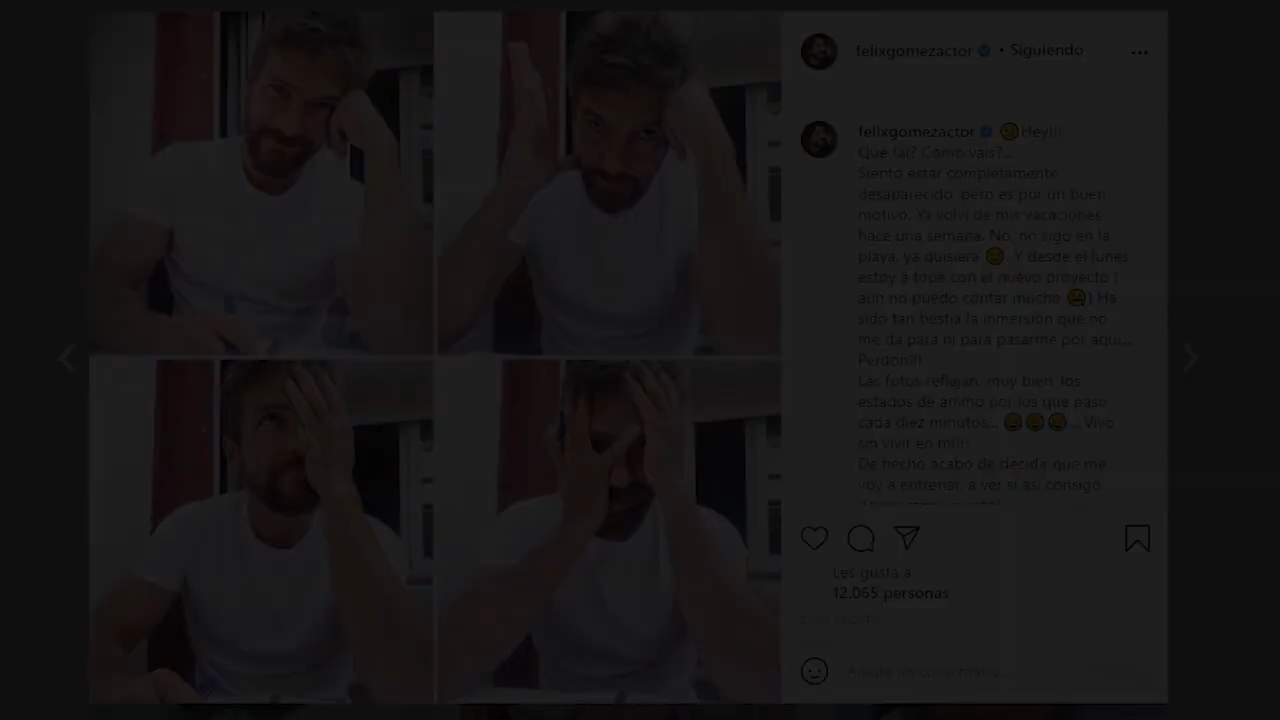 felixgomezactor • Siguiendo
felixgomezactor Hey!!!
Que tal? Cómo vais?...
Siento estar completamente
desaparecido, pero es por un buen
motivo. Ya volví de mis vacaciones
hace una semana. No, no sigo en la
playa, ya quisiera. Y desde el lunes
estoy a tope con el nuevo proyecto (
aún no puedo contar mucho) Ha
sido tan bestia la inmersión que no
me da para ni para pasarme por aquí...
Perdon!!!
Las fotos reflejan, muy bien, los
estados de ánimo por los que paso
cada diez minutos... ... Vivo
sin vivir en mi!!!
De hecho acabo de decidir que me
voy a entrenar, a ver si así consigo
Les gusta a
12.065 personas
Añade un comentario...